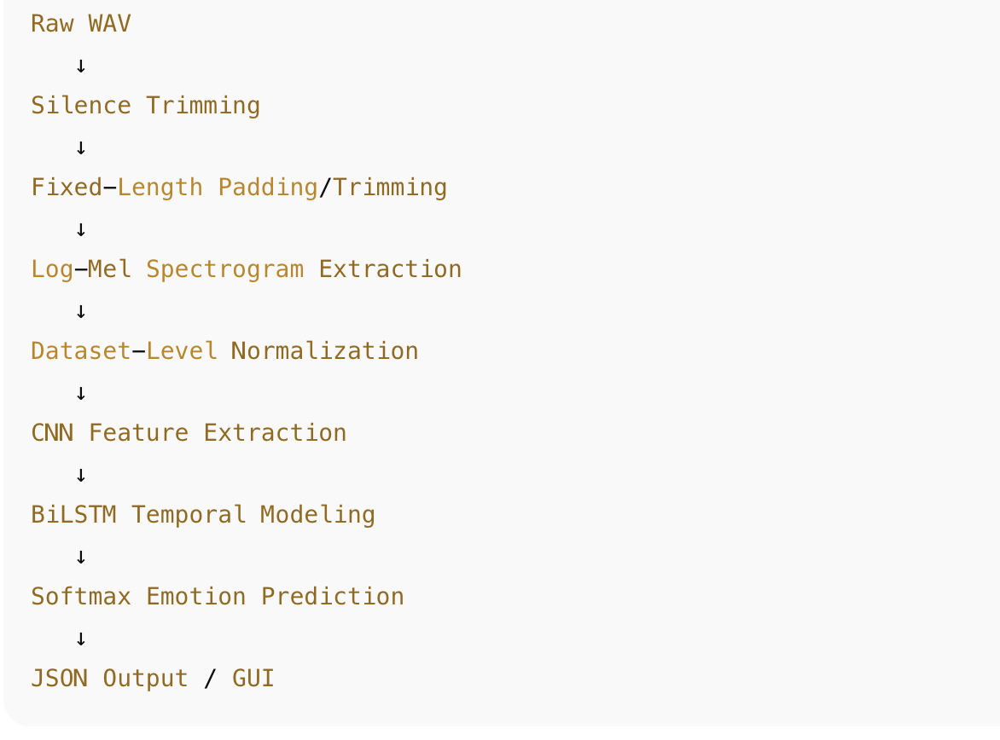 Raw WAV
↓
Silence Trimming
↓
Fixed-Length Padding/Trimming
↓
Log-Mel Spectrogram Extraction
↓
Dataset-Level Normalization
↓
CNN Feature Extraction
↓
BiLSTM Temporal Modeling
↓
Softmax Emotion Prediction
↓
JSON Output / GUI